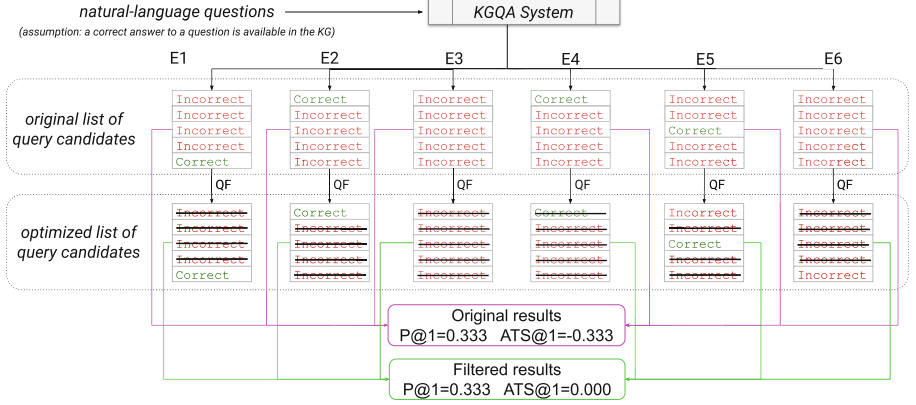 natural-language questions
KGQA System
(assumption: a correct answer to a question is available in the KG)
E1 E2 E3 E4 E5 E6
original list of
query candidates
Incorrect Correct Incorrect Correct Incorrect Incorrect
Incorrect Incorrect Incorrect Incorrect Incorrect Incorrect
Incorrect Incorrect Incorrect Incorrect Correct Incorrect
Incorrect Incorrect Incorrect Incorrect Incorrect Incorrect
Correct Incorrect Incorrect Incorrect Incorrect Incorrect
QF QF QF QF QF QF
optimized list of
query candidates
Incorrect Correct Incorrect Correct Incorrect Incorrect
Incorrect Incorrect Incorrect Incorrect Incorrect Incorrect
Incorrect Incorrect Incorrect Incorrect Correct Incorrect
Incorrect Incorrect Incorrect Incorrect Incorrect Incorrect
Correct Incorrect Incorrect Incorrect Incorrect Incorrect
Original results
P@1=0.333 ATS@1=-0.333
Filtered results
P@1=0.333 ATS@1=0.000